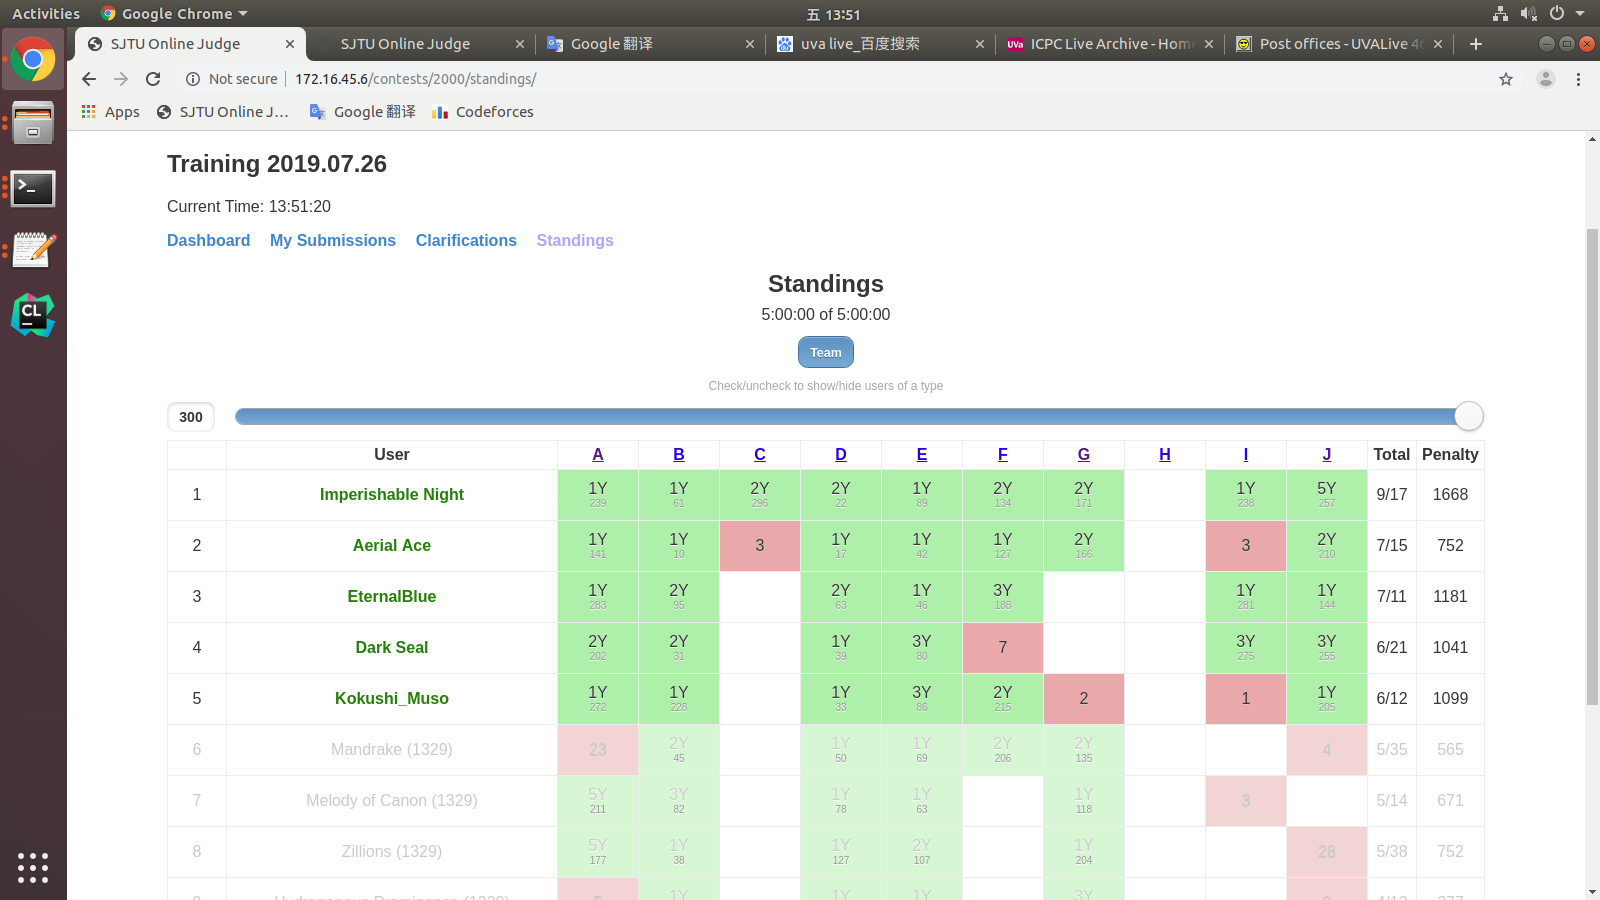 Activities Google Chrome 五 13:51
SJTU Online Judge SJTU Online Judge Google 翻译 uva live_百度搜索 ICPC Live Archive - Home Post offices - UVALive 46
Not secure 172.16.45.6/contests/2000/standings/
Apps SJTU Online J… Google 翻译 Codeforces
Training 2019.07.26
Current Time: 13:51:20
Dashboard My Submissions Clarifications Standings
Standings
5:00:00 of 5:00:00
Team
Check/uncheck to show/hide users of a type
300
User A B C D E F G H I J Total Penalty
1 Imperishable Night 1Y 1Y 2Y 2Y 1Y 2Y 2Y 1Y 5Y 9/17 1668
239 61 296 22 89 134 171 238 257
2 Aerial Ace 1Y 1Y 3 1Y 1Y 1Y 2Y 3 2Y 7/15 752
141 10 17 42 127 166 210
3 EternalBlue 1Y 2Y 2Y 1Y 3Y 1Y 1Y 7/11 1181
283 95 63 46 188 281 144
4 Dark Seal 2Y 2Y 1Y 3Y 7 3Y 3Y 6/21 1041
202 31 39 80 275 255
5 Kokushi_Muso 1Y 1Y 1Y 3Y 2Y 2 1 1Y 6/12 1099
272 228 33 86 215 205
6 Mandrake (1329) 23 2Y 1Y 1Y 2Y 2Y 4 5/35 565
45 50 69 206 135
7 Melody of Canon (1329) 5Y 3Y 1Y 1Y 1Y 3 5/14 671
211 82 78 63 118
8 Zillions (1329) 5Y 1Y 1Y 2Y 1Y 28 5/38 752
177 38 127 107 204
1Y 1Y 1Y 3Y
CL